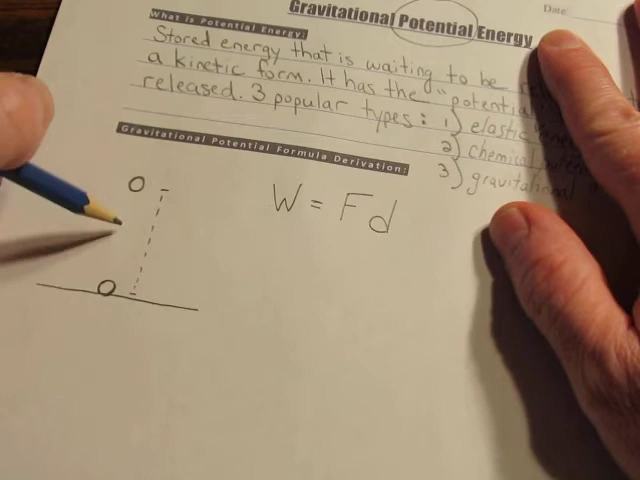 Gravitational Potential Energy
Date:
What is Potential Energy:
Stored energy that is waiting to be
a kinetic form. It has the "potential
released. 3 popular types: 1) elastic
2) chemical
3) gravitational
Gravitational Potential Formula Derivation:
W = Fd